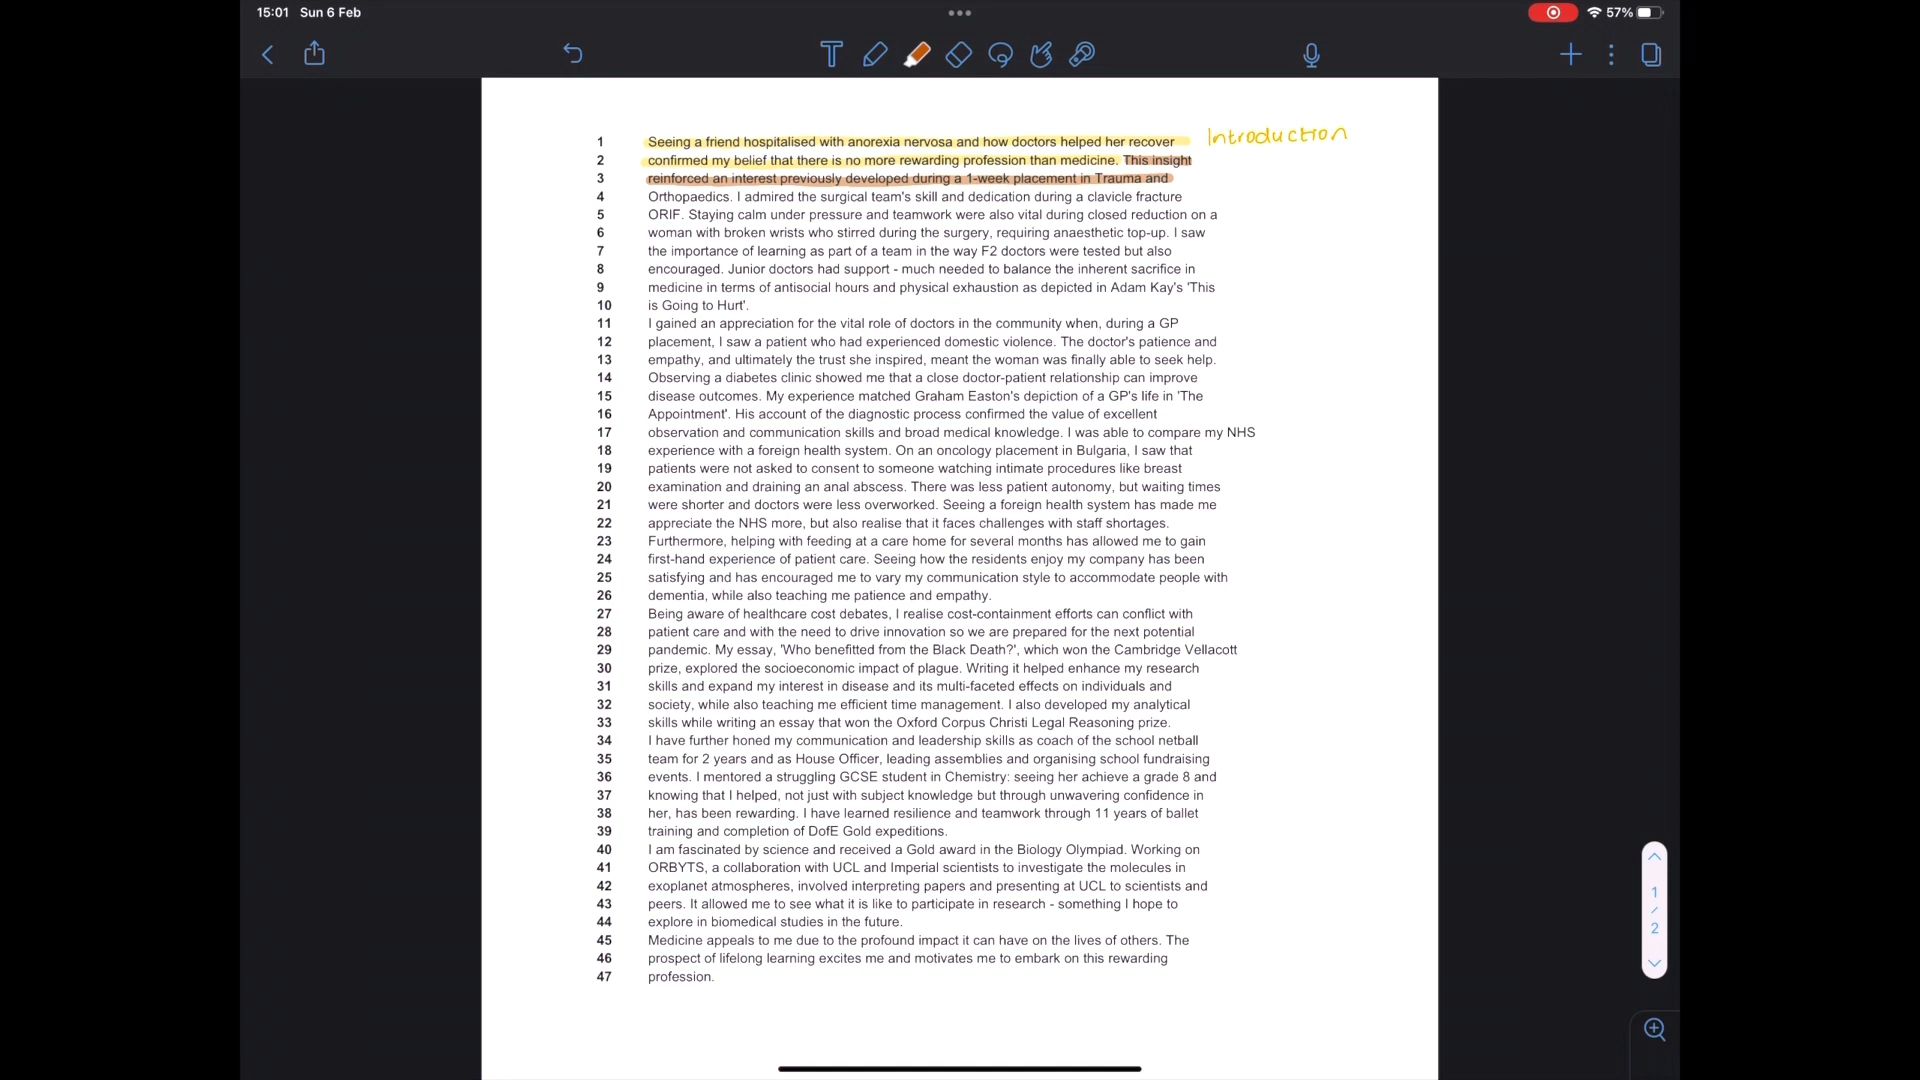 15:01 Sun 6 Feb
57%
Introduction
1 Seeing a friend hospitalised with anorexia nervosa and how doctors helped her recover
2 confirmed my belief that there is no more rewarding profession than medicine. This insight
3 reinforced an interest previously developed during a 1-week placement in Trauma and
4 Orthopaedics. I admired the surgical team's skill and dedication during a clavicle fracture
5 ORIF. Staying calm under pressure and teamwork were also vital during closed reduction on a
6 woman with broken wrists who stirred during the surgery, requiring anaesthetic top-up. I saw
7 the importance of learning as part of a team in the way F2 doctors were tested but also
8 encouraged. Junior doctors had support - much needed to balance the inherent sacrifice in
9 medicine in terms of antisocial hours and physical exhaustion as depicted in Adam Kay's 'This
10 is Going to Hurt'.
11 I gained an appreciation for the vital role of doctors in the community when, during a GP
12 placement, I saw a patient who had experienced domestic violence. The doctor's patience and
13 empathy, and ultimately the trust she inspired, meant the woman was finally able to seek help.
14 Observing a diabetes clinic showed me that a close doctor-patient relationship can improve
15 disease outcomes. My experience matched Graham Easton's depiction of a GP's life in 'The
16 Appointment'. His account of the diagnostic process confirmed the value of excellent
17 observation and communication skills and broad medical knowledge. I was able to compare my NHS
18 experience with a foreign health system. On an oncology placement in Bulgaria, I saw that
19 patients were not asked to consent to someone watching intimate procedures like breast
20 examination and draining an anal abscess. There was less patient autonomy, but waiting times
21 were shorter and doctors were less overworked. Seeing a foreign health system has made me
22 appreciate the NHS more, but also realise that it faces challenges with staff shortages.
23 Furthermore, helping with feeding at a care home for several months has allowed me to gain
24 first-hand experience of patient care. Seeing how the residents enjoy my company has been
25 satisfying and has encouraged me to vary my communication style to accommodate people with
26 dementia, while also teaching me patience and empathy.
27 Being aware of healthcare cost debates, I realise cost-containment efforts can conflict with
28 patient care and with the need to drive innovation so we are prepared for the next potential
29 pandemic. My essay, 'Who benefitted from the Black Death?', which won the Cambridge Vellacott
30 prize, explored the socioeconomic impact of plague. Writing it helped enhance my research
31 skills and expand my interest in disease and its multi-faceted effects on individuals and
32 society, while also teaching me efficient time management. I also developed my analytical
33 skills while writing an essay that won the Oxford Corpus Christi Legal Reasoning prize.
34 I have further honed my communication and leadership skills as coach of the school netball
35 team for 2 years and as House Officer, leading assemblies and organising school fundraising
36 events. I mentored a struggling GCSE student in Chemistry: seeing her achieve a grade 8 and
37 knowing that I helped, not just with subject knowledge but through unwavering confidence in
38 her, has been rewarding. I have learned resilience and teamwork through 11 years of ballet
39 training and completion of DofE Gold expeditions.
40 I am fascinated by science and received a Gold award in the Biology Olympiad. Working on
41 ORBYTS, a collaboration with UCL and Imperial scientists to investigate the molecules in
42 exoplanet atmospheres, involved interpreting papers and presenting at UCL to scientists and
43 peers. It allowed me to see what it is like to participate in research - something I hope to
44 explore in biomedical studies in the future.
45 Medicine appeals to me due to the profound impact it can have on the lives of others. The
46 prospect of lifelong learning excites me and motivates me to embark on this rewarding
47 profession.
1
/
2